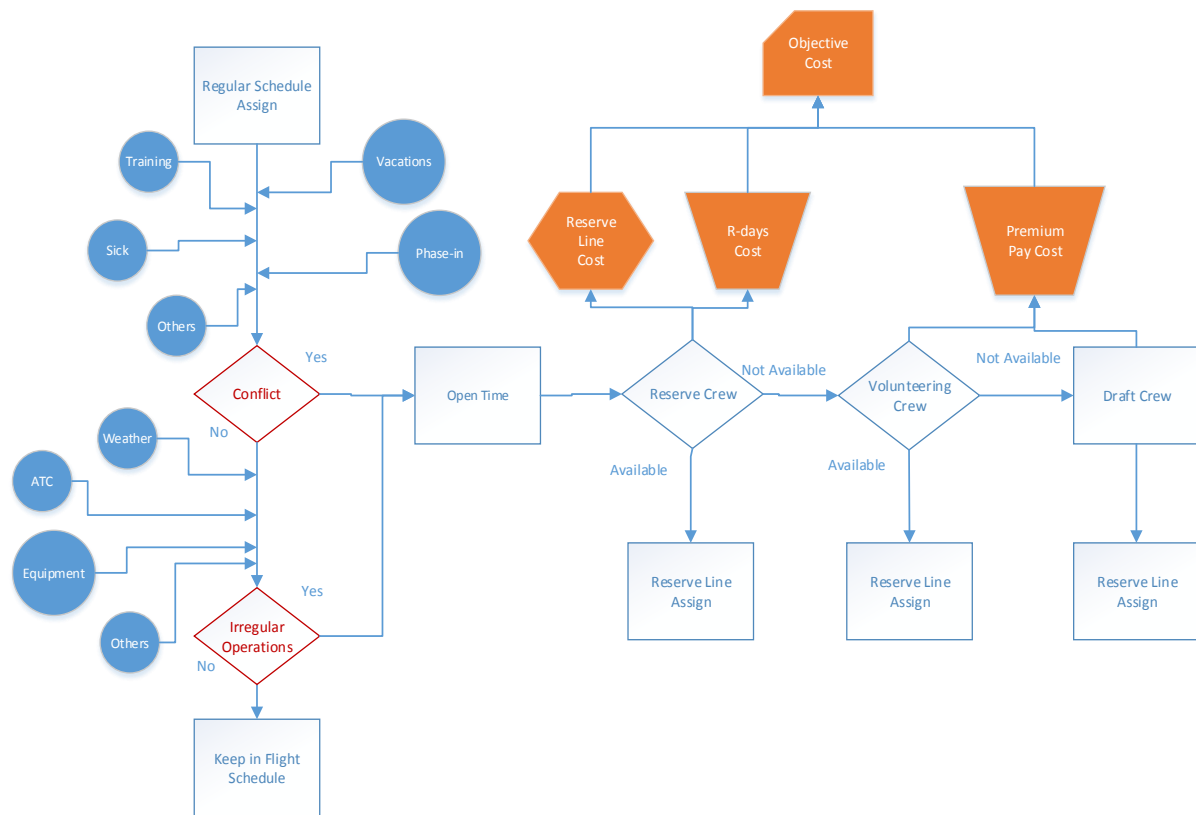 Objective
Cost
Regular Schedule
Assign
Training
Vacations
Reserve
Line
Cost
R-days
Cost
Premium
Pay Cost
Sick
Phase-in
Others
Yes
Conflict
No
Open Time
Reserve Crew
Not Available
Volunteering
Crew
Not Available
Draft Crew
Weather
Available
Available
ATC
Equipment
Yes
Others
Irregular
Operations
No
Reserve Line
Assign
Reserve Line
Assign
Reserve Line
Assign
Keep in Flight
Schedule